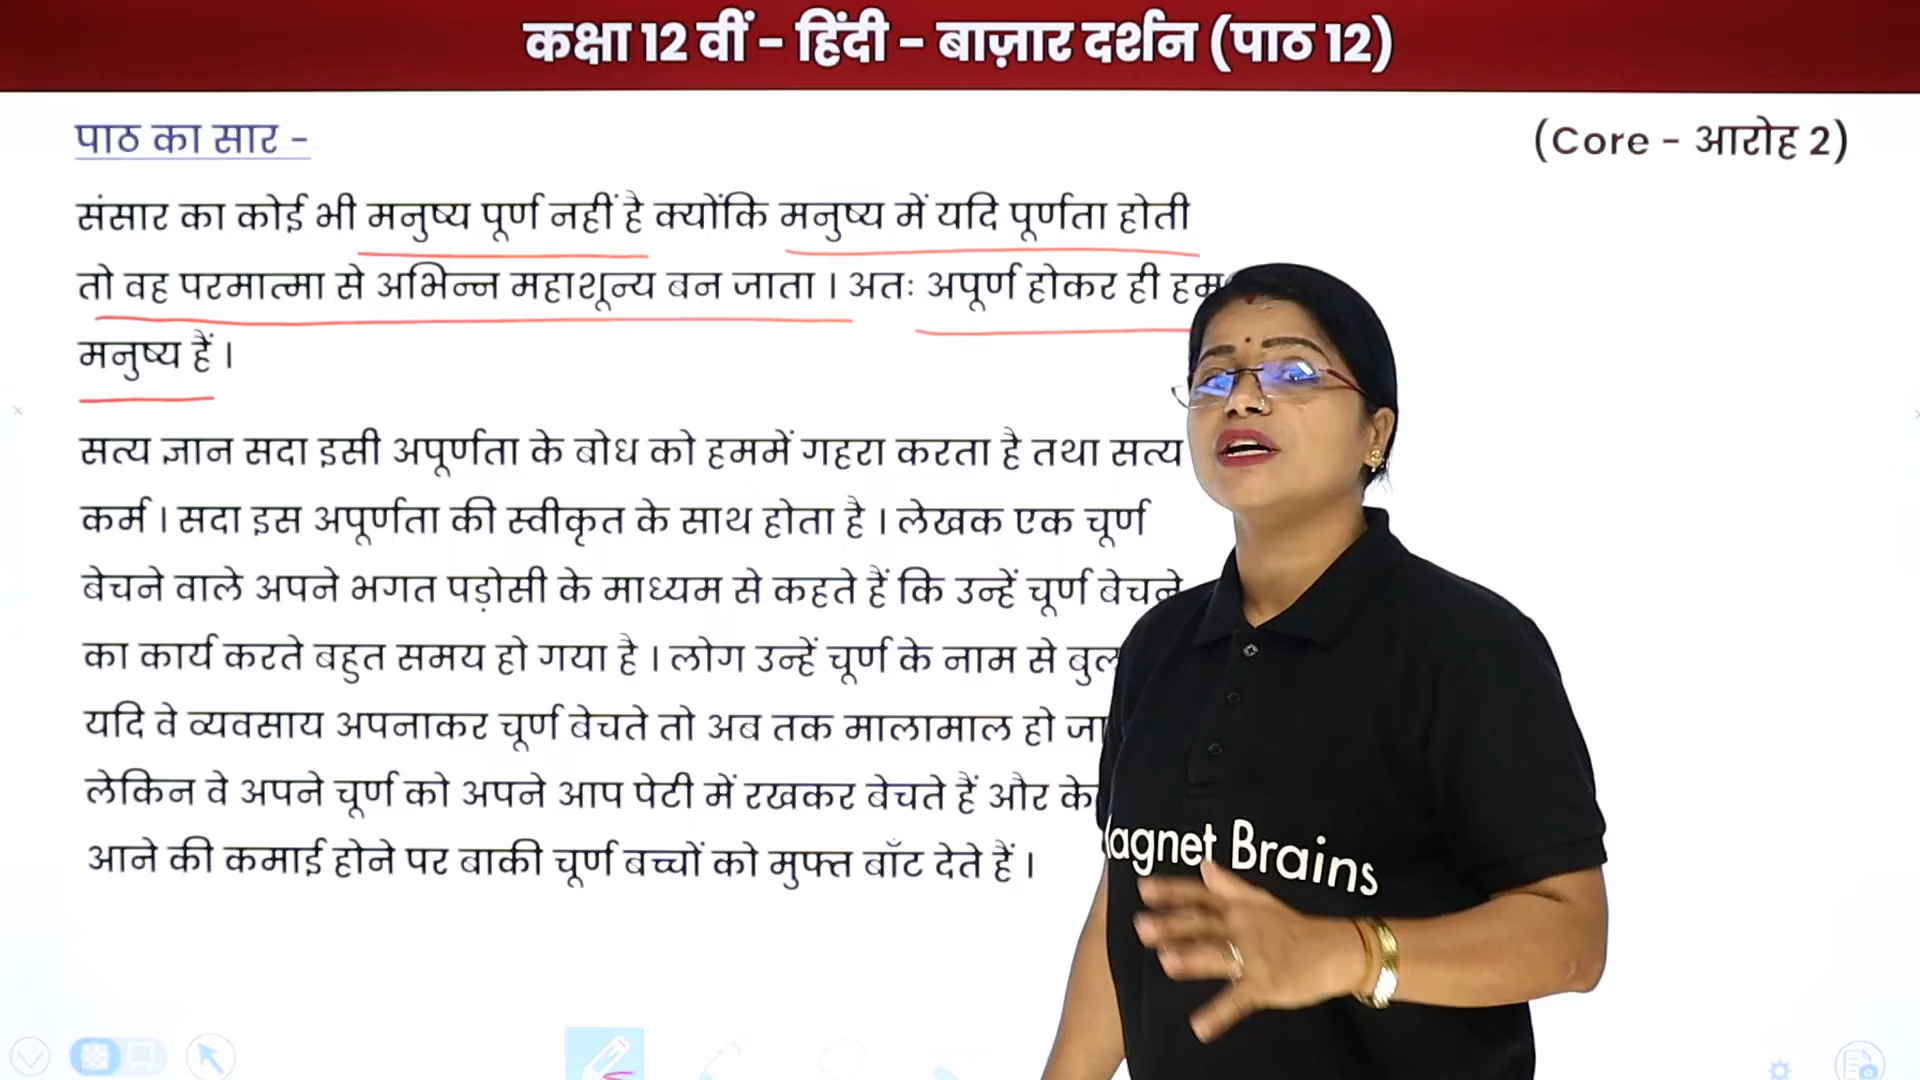 कक्षा 12 वीं - हिंदी - बाज़ार दर्शन (पाठ 12)
पाठ का सार -
(Core - आरोह 2)
संसार का कोई भी मनुष्य पूर्ण नहीं है क्योंकि मनुष्य में यदि पूर्णता होती
तो वह परमात्मा से अभिन्न महाशून्य बन जाता । अतः अपूर्ण होकर ही हम
मनुष्य हैं ।
सत्य ज्ञान सदा इसी अपूर्णता के बोध को हममें गहरा करता है तथा सत्य
कर्म । सदा इस अपूर्णता की स्वीकृत के साथ होता है । लेखक एक चूर्ण
बेचने वाले अपने भगत पड़ोसी के माध्यम से कहते हैं कि उन्हें चूर्ण बेचने
का कार्य करते बहुत समय हो गया है । लोग उन्हें चूर्ण के नाम से
यदि वे व्यवसाय अपनाकर चूर्ण बेचते तो अब तक मालामाल हो
लेकिन वे अपने चूर्ण को अपने आप पेटी में रखकर बेचते हैं और
आने की कमाई होने पर बाकी चूर्ण बच्चों को मुफ्त बाँट देते हैं ।
Brains